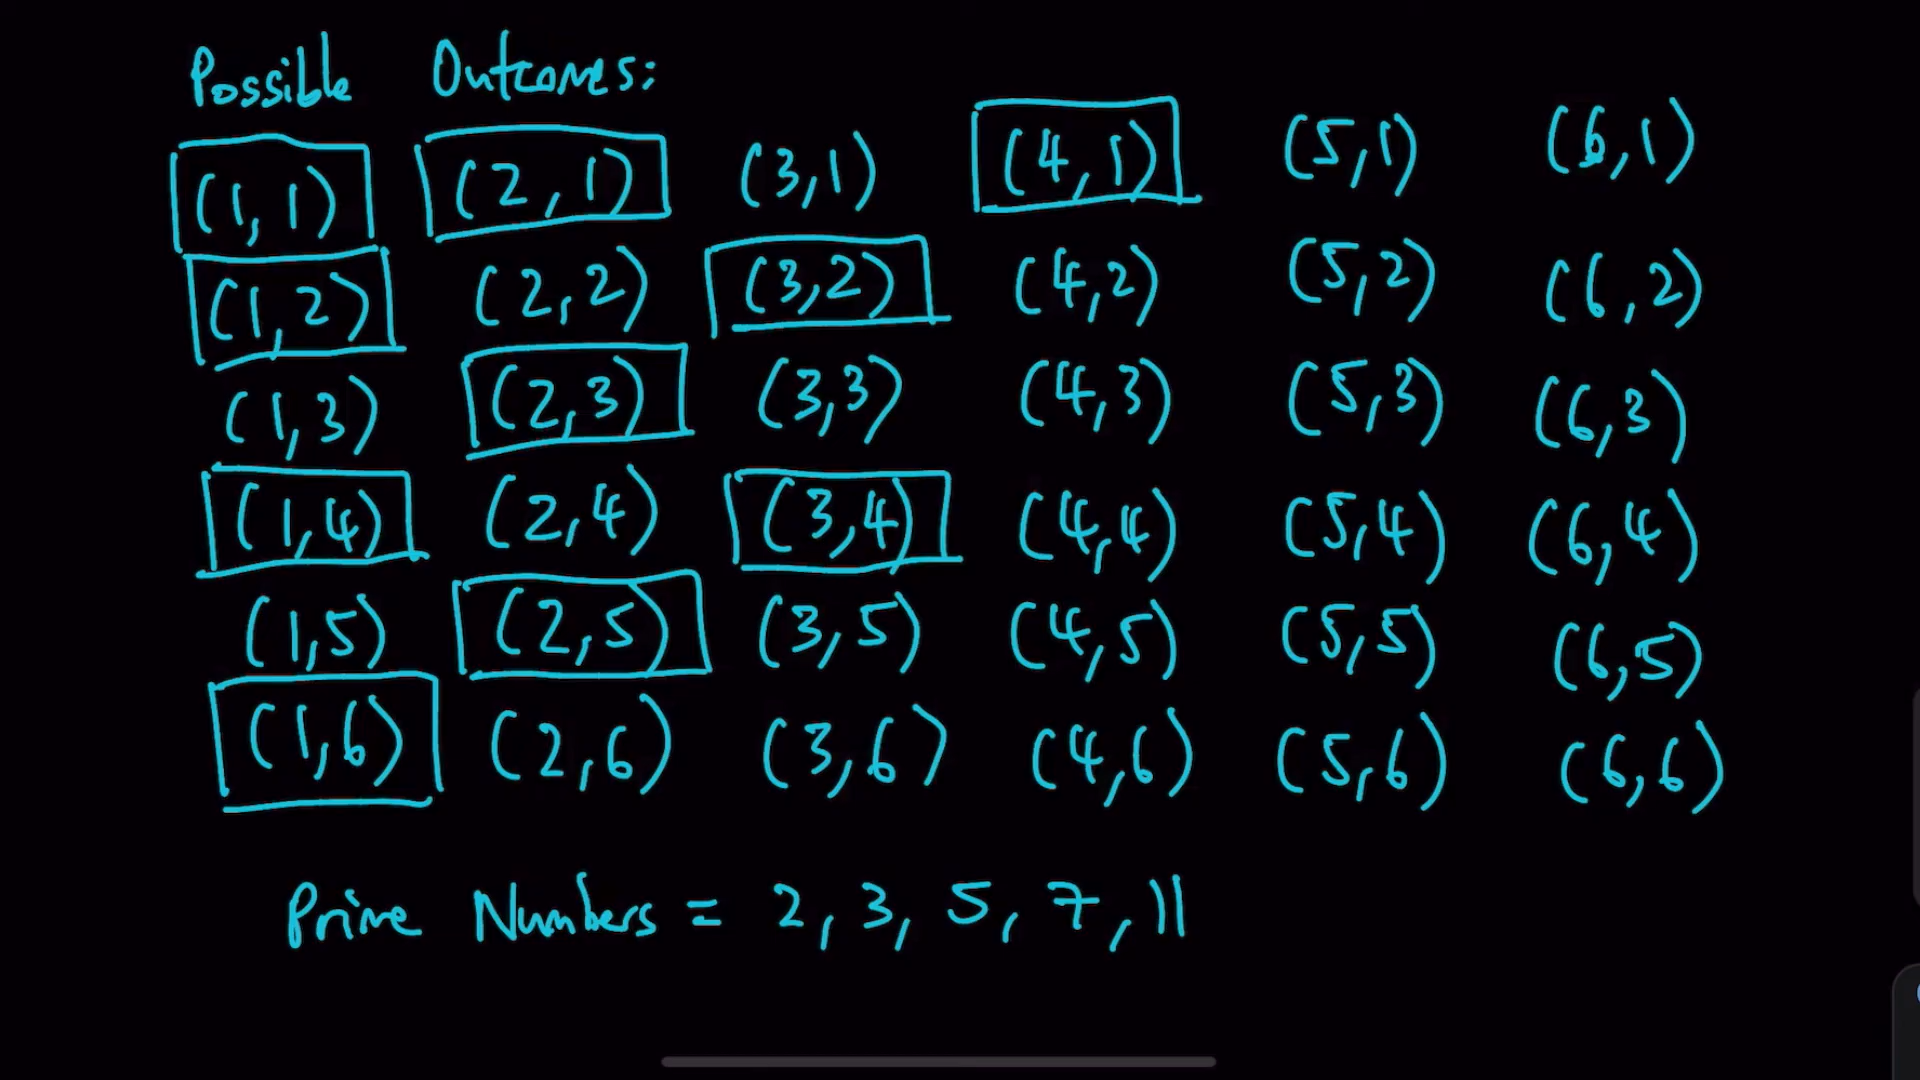 Possible Outcomes:
(1,1) (2,1) (3,1) (4,1) (5,1) (6,1)
(1,2) (2,2) (3,2) (4,2) (5,2) (6,2)
(1,3) (2,3) (3,3) (4,3) (5,3) (6,3)
(1,4) (2,4) (3,4) (4,4) (5,4) (6,4)
(1,5) (2,5) (3,5) (4,5) (5,5) (6,5)
(1,6) (2,6) (3,6) (4,6) (5,6) (6,6)
Prime Numbers = 2, 3, 5, 7, 11